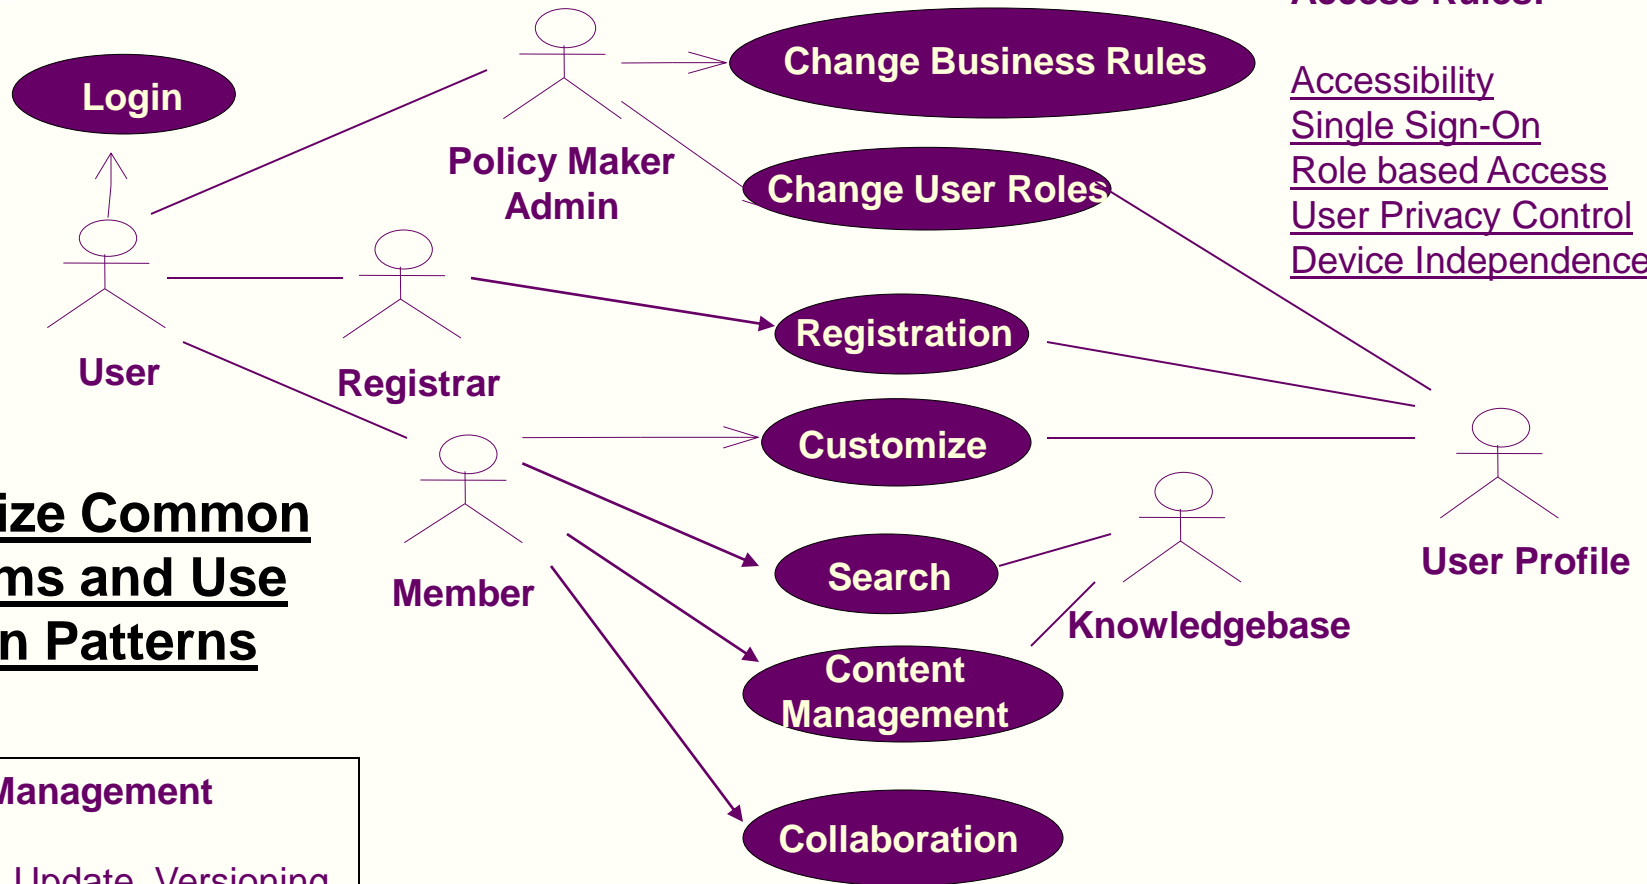 Access Rules:
Change Business Rules
Login
Accessibility
Single Sign-On
Role based Access
User Privacy Control
Device Independence
Policy Maker
Admin
Change User Roles
Registration
User
Registrar
Customize
Common
and Use
Patterns
Member
Search
User Profile
Knowledgebase
Content
Management
Management
Update, Versioning
Collaboration